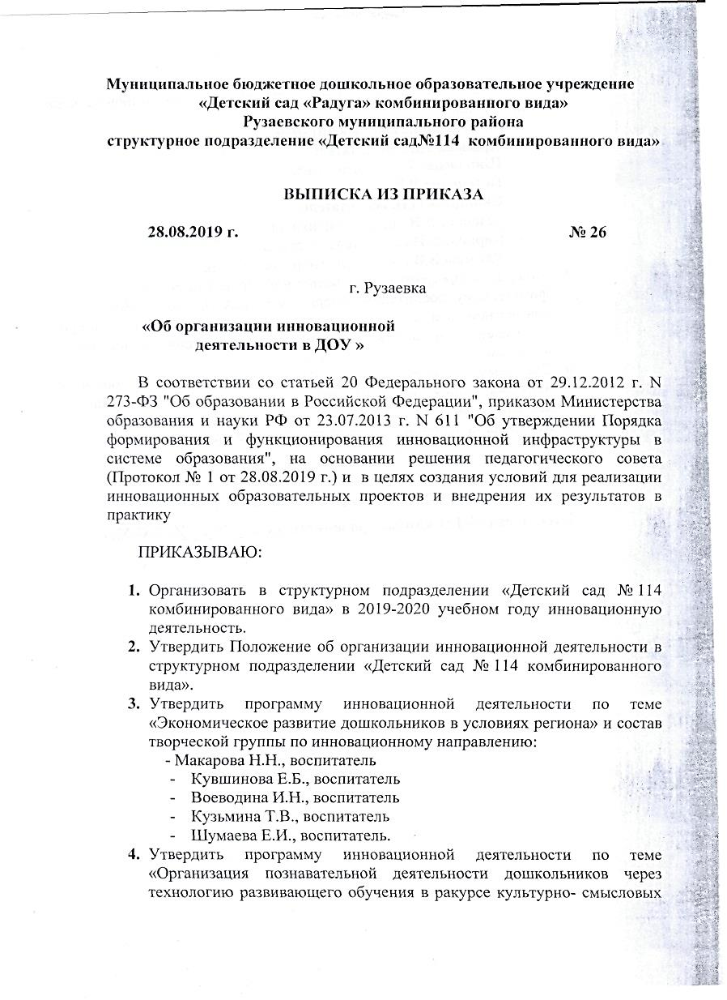 Муниципальное бюджетное дошкольное образовательное учреждение
«Детский сад «Радуга» комбинированного вида»
Рузаевского муниципального района
структурное подразделение «Детский сад№114 комбинированного вида»
ВЫПИСКА ИЗ ПРИКАЗА
28.08.2019 г. № 26
г. Рузаевка
«Об организации инновационной
деятельности в ДОУ »
В соответствии со статьей 20 Федерального закона от 29.12.2012 г. N
273-ФЗ "Об образовании в Российской Федерации", приказом Министерства
образования и науки РФ от 23.07.2013 г. N 611 "Об утверждении Порядка
формирования и функционирования инновационной инфраструктуры в
системе образования", на основании решения педагогического совета
(Протокол № 1 от 28.08.2019 г.) и в целях создания условий для реализации
инновационных образовательных проектов и внедрения их результатов в
практику
ПРИКАЗЫВАЮ:
1. Организовать в структурном подразделении «Детский сад № 114
комбинированного вида» в 2019-2020 учебном году инновационную
деятельность.
2. Утвердить Положение об организации инновационной деятельности в
структурном подразделении «Детский сад № 114 комбинированного
вида».
3. Утвердить программу инновационной деятельности по теме
«Экономическое развитие дошкольников в условиях региона» и состав
творческой группы по инновационному направлению:
- Макарова Н.Н., воспитатель
- Кувшинова Е.Б., воспитатель
- Воеводина И.Н., воспитатель
- Кузьмина Т.В., воспитатель
- Шумаева Е.И., воспитатель.
4. Утвердить программу инновационной деятельности по теме
«Организация познавательной деятельности дошкольников через
технологию развивающего обучения в ракурсе культурно- смысловых